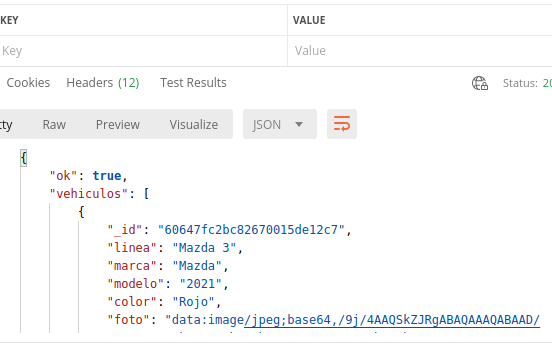 KEY VALUE
Key Value
Cookies Headers (12) Test Results Status: 20
tty Raw Preview Visualize JSON
{
"ok": true,
"vehiculos": [
{
"_id": "60647fc2bc82670015de12c7",
"linea": "Mazda 3",
"marca": "Mazda",
"modelo": "2021",
"color": "Rojo",
"foto": "data:image/jpeg;base64,/9j/4AAQSkZJRgABAQAAAQABAAD/